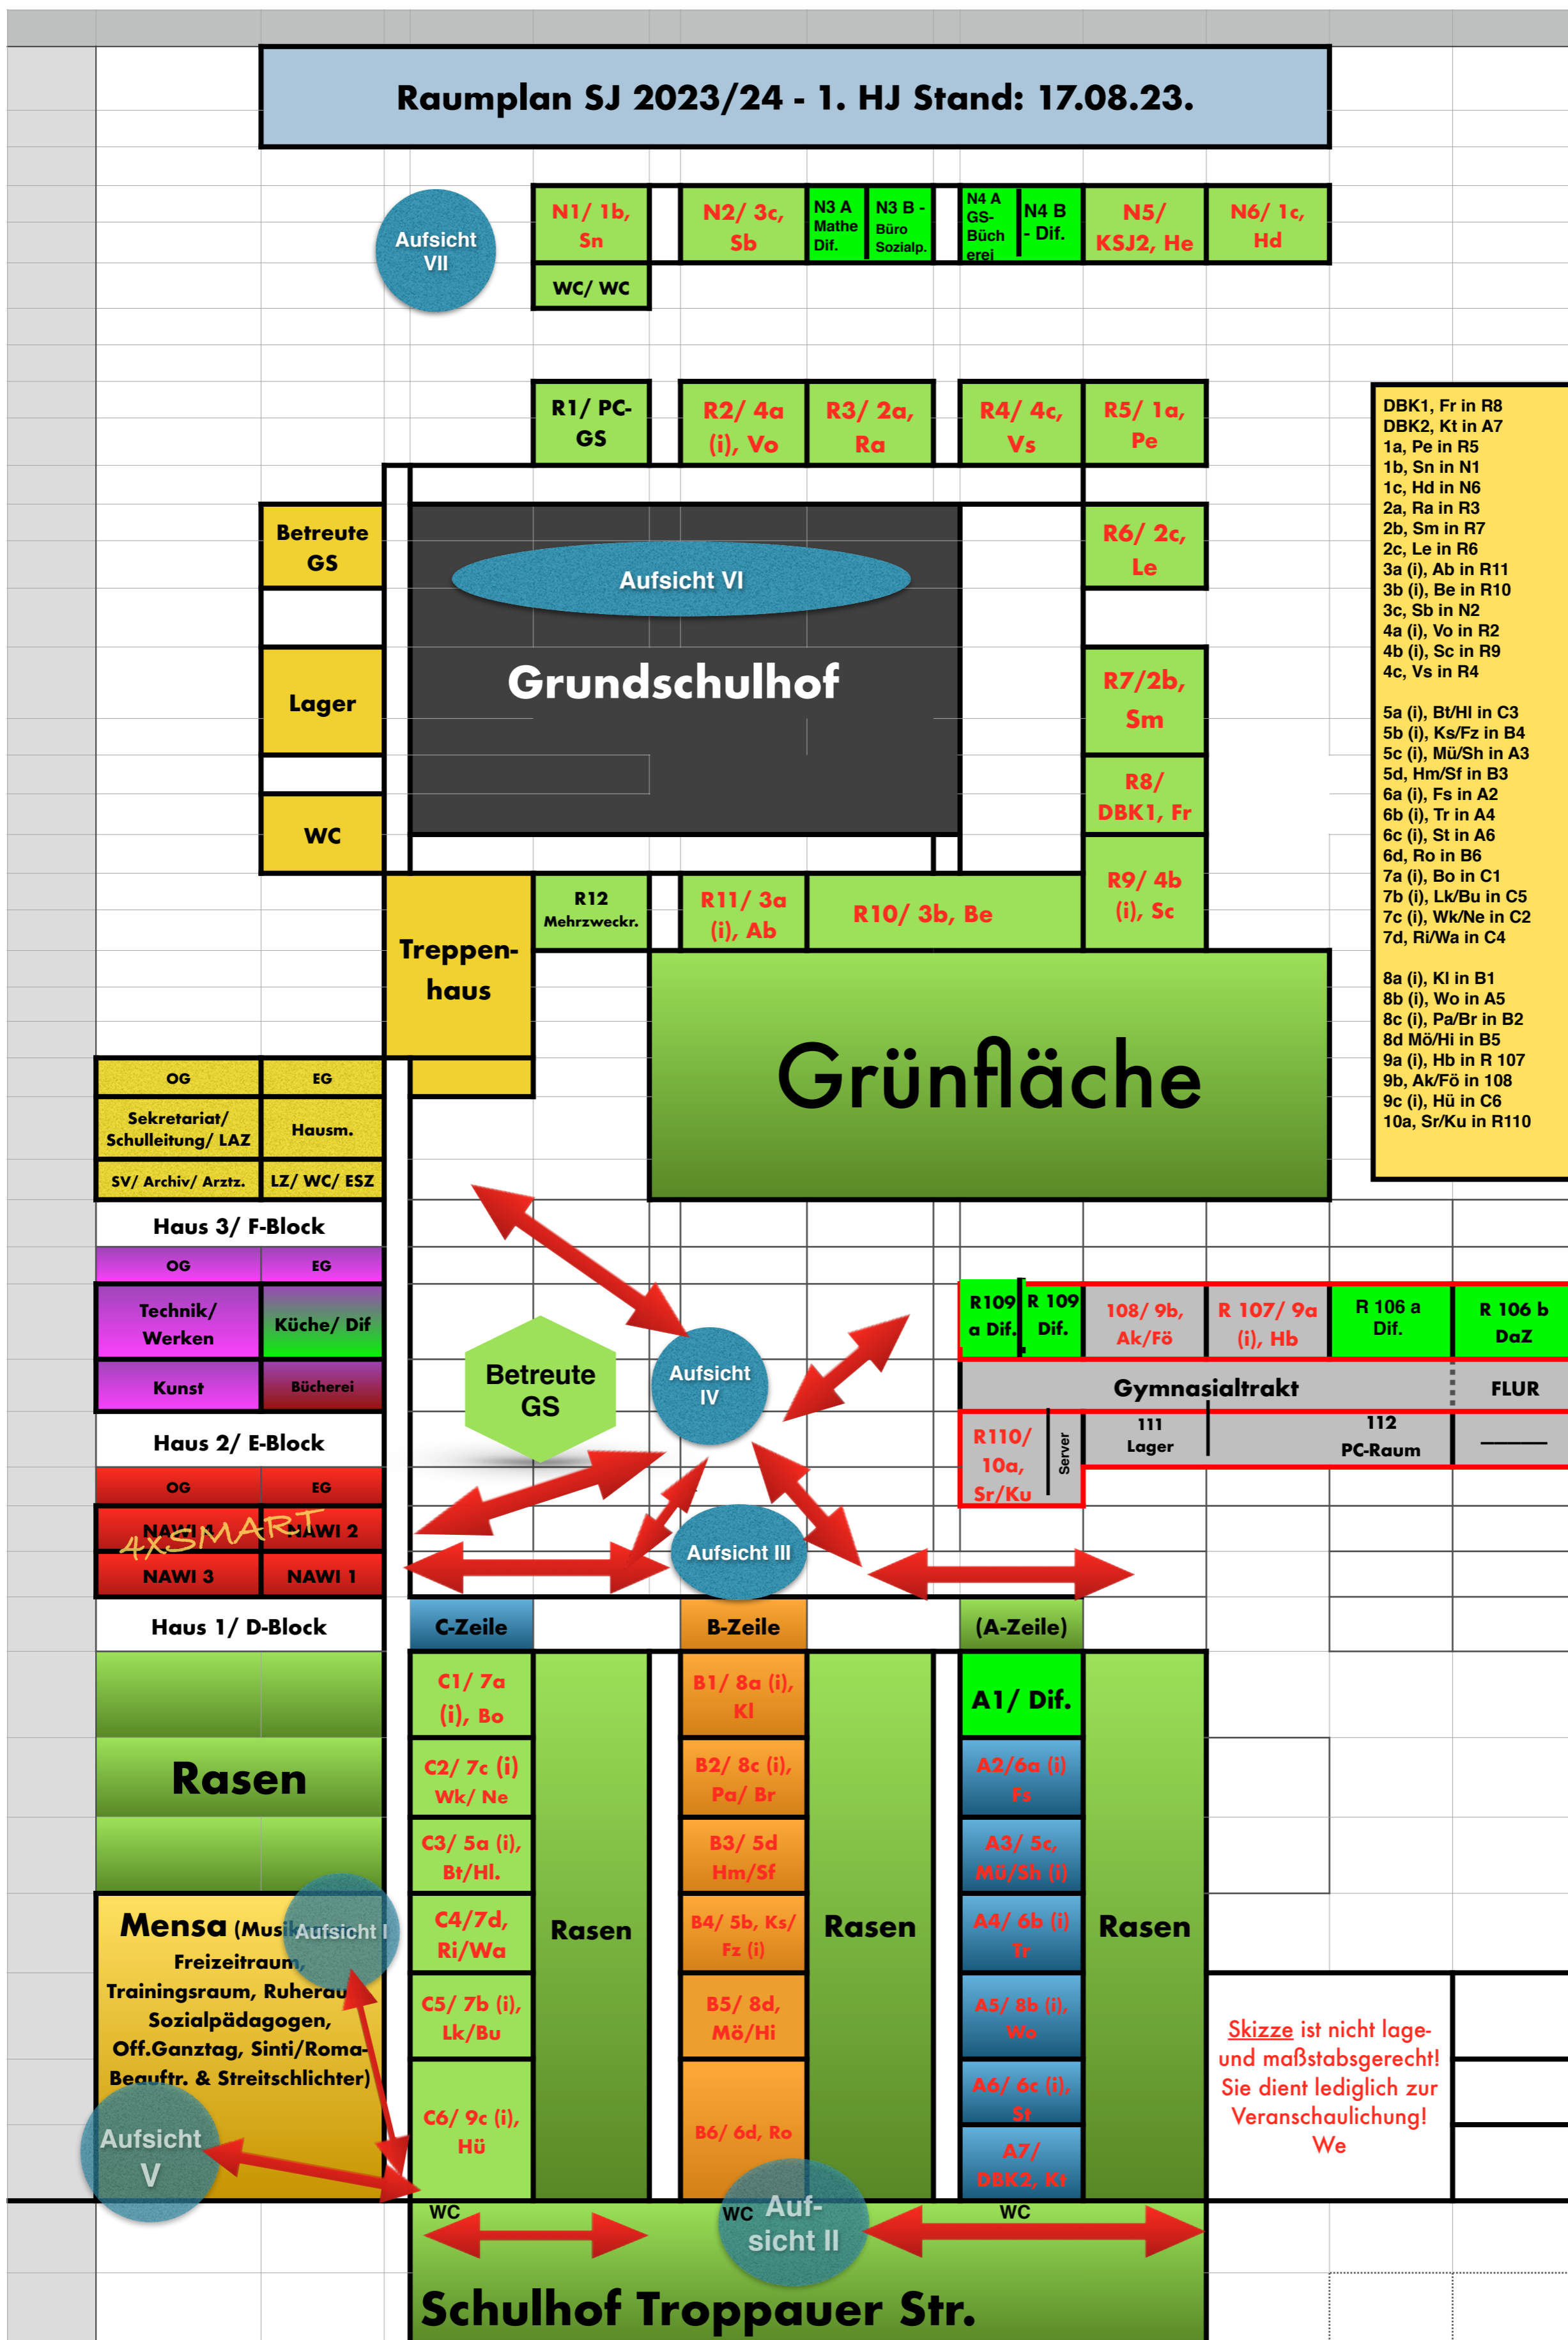 Raumplan SJ 2023/24 - 1. HJ Stand: 17.08.23.
Aufsicht
VII
N1/ 1b,
Sn
WC/ WC
N2/ 3c,
Sb
N3 A
Mathe
Dif.
N3 B -
Büro
Sozialp.
N4 A
GS-
Büch
erei
N4 B
- Dif.
N5/
KSJ2, He
N6/ 1c,
Hd
R1/ PC-
GS
R2/ 4a
(i), Vo
R3/ 2a,
Ra
R4/ 4c,
Vs
R5/ 1a,
Pe
Betreute
GS
Aufsicht VI
Grundschulhof
R6/ 2c,
Le
Lager
R7/2b,
Sm
WC
R8/
DBK1, Fr
R9/ 4b
(i), Sc
Treppen-
haus
R12
Mehrzweckr.
R11/ 3a
(i), Ab
R10/ 3b, Be
Grünfläche
DBK1, Fr in R8
DBK2, Kt in A7
1a, Pe in R5
1b, Sn in N1
1c, Hd in N6
2a, Ra in R3
2b, Sm in R7
2c, Le in R6
3a (i), Ab in R11
3b (i), Be in R10
3c, Sb in N2
4a (i), Vo in R2
4b (i), Sc in R9
4c, Vs in R4
5a (i), Bt/Hl in C3
5b (i), Ks/Fz in B4
5c (i), Mü/Sh in A3
5d, Hm/Sf in B3
6a (i), Fs in A2
6b (i), Tr in A4
6c (i), St in A6
6d, Ro in B6
7a (i), Bo in C1
7b (i), Lk/Bu in C5
7c (i), Wk/Ne in C2
7d, Ri/Wa in C4
8a (i), Kl in B1
8b (i), Wo in A5
8c (i), Pa/Br in B2
8d Mö/Hi in B5
9a (i), Hb in R 107
9b, Ak/Fö in 108
9c (i), Hü in C6
10a, Sr/Ku in R110
OG
EG
Sekretariat/
Schulleitung/ LAZ
Hausm.
SV/ Archiv/ Arztz.
LZ/ WC/ ESZ
Haus 3/ F-Block
OG
EG
Technik/
Werken
Küche/ Dif
Kunst
Bücherei
Haus 2/ E-Block
OG
EG
NAWI 4
NAWI 2
4xSMART
NAWI 3
NAWI 1
Haus 1/ D-Block
Betreute
GS
Aufsicht
IV
Aufsicht III
R109
a Dif.
R 109
Dif.
108/ 9b,
Ak/Fö
R 107/ 9a
(i), Hb
R 106 a
Dif.
R 106 b
DaZ
Gymnasialtrakt
FLUR
R110/
10a,
Sr/Ku
Server
111
Lager
112
PC-Raum
C-Zeile
B-Zeile
(A-Zeile)
C1/ 7a
(i), Bo
C2/ 7c (i)
Wk/ Ne
C3/ 5a (i),
Bt/Hl.
C4/7d,
Ri/Wa
C5/ 7b (i),
Lk/Bu
C6/ 9c (i),
Hü
Rasen
B1/ 8a (i),
Kl
B2/ 8c (i),
Pa/ Br
B3/ 5d
Hm/Sf
B4/ 5b, Ks/
Fz (i)
B5/ 8d,
Mö/Hi
B6/ 6d, Ro
Rasen
A1/ Dif.
A2/6a (i)
Fs
A3/ 5c,
Mü/Sh (i)
A4/ 6b (i)
Tr
A5/ 8b (i),
Wo
A6/ 6c (i),
St
A7/
DBK2, Kt
Rasen
Rasen
Mensa
Aufsicht I
Freizeitraum,
Trainingsraum,
Sozialpädagogen,
Off.Ganztag, Sinti/Roma-
Beauftr. & Streitschlichter)
Aufsicht
V
Skizze ist nicht lage-
und maßstabsgerecht!
Sie dient lediglich zur
Veranschaulichung!
We
WC
WC
WC
Auf-
sicht II
Schulhof Troppauer Str.